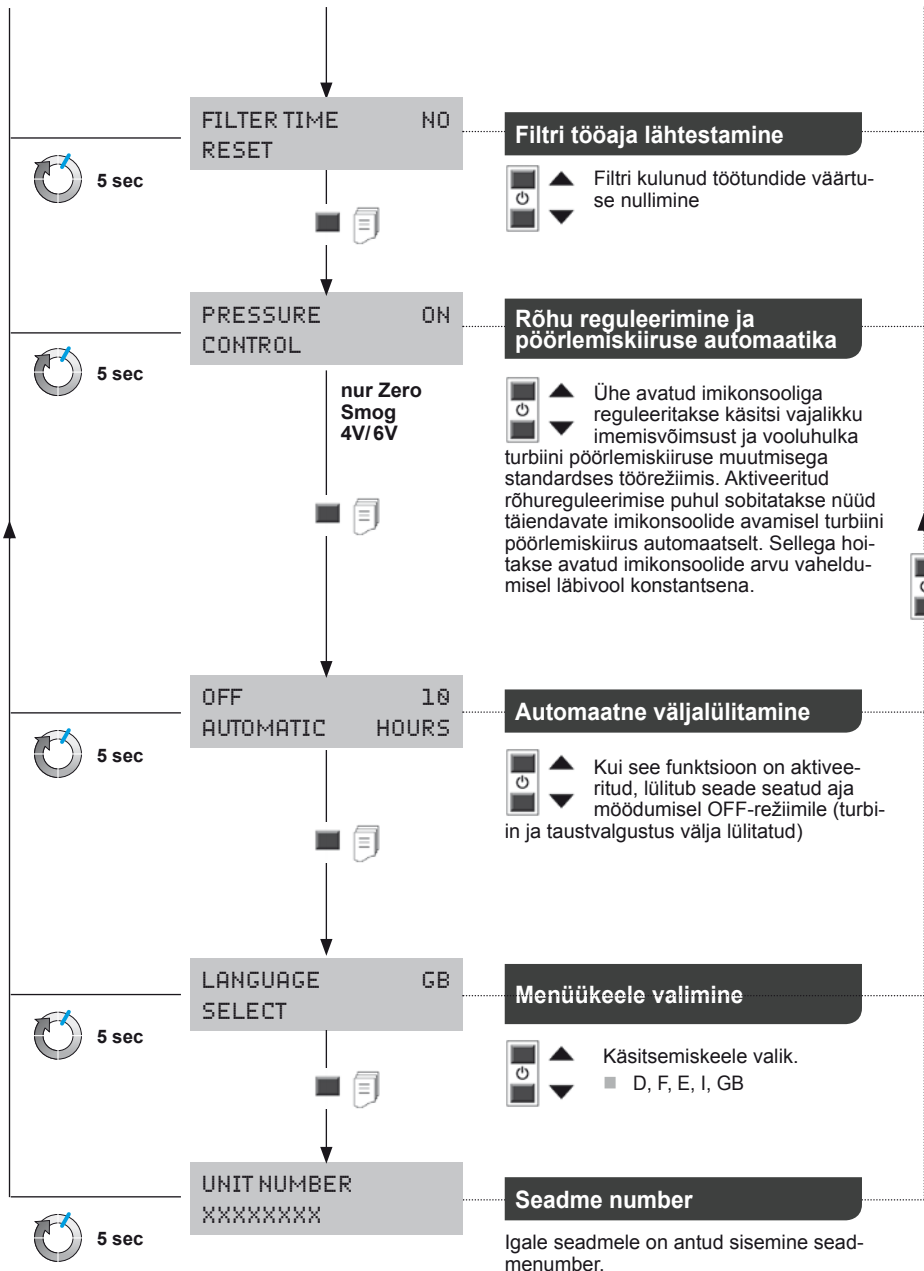 FILTER TIME NO
RESET
5 sec
Filtri tööaja lähtestamine
Filtri kulunud töötundide väärtu-
se nullimine
PRESSURE ON
CONTROL
5 sec
nur Zero
Smog
4V/6V
Rõhu reguleerimine ja
pöörlemiskiiruse automaatika
Ühe avatud imikonsooliga
reguleeritakse käsitsi vajalikku
imemisvõimsust ja vooluhulka
turbiini pöörlemiskiiruse muutmisega
standardses töörežiimis. Aktiveeritud
rõhureguleerimise puhul sobitatakse nüüd
täiendavate imikonsoolide avamisel turbiini
pöörlemiskiirus automaatselt. Sellega hoi-
takse avatud imikonsoolide arvu vaheldu-
misel läbivool konstantsena.
OFF 10
AUTOMATIC HOURS
5 sec
Automaatne väljalülitamine
Kui see funktsioon on aktivee-
ritud, lülitub seade seatud aja
möödumisel OFF-režiimile (turbi-
in ja taustvalgustus välja lülitatud)
LANGUAGE GB
SELECT
5 sec
Menüükeele valimine
Käsitsemiskeele valik.
■ D, F, E, I, GB
UNIT NUMBER
XXXXXXXX
5 sec
Seadme number
Igale seadmele on antud sisemine sead-
menumber.